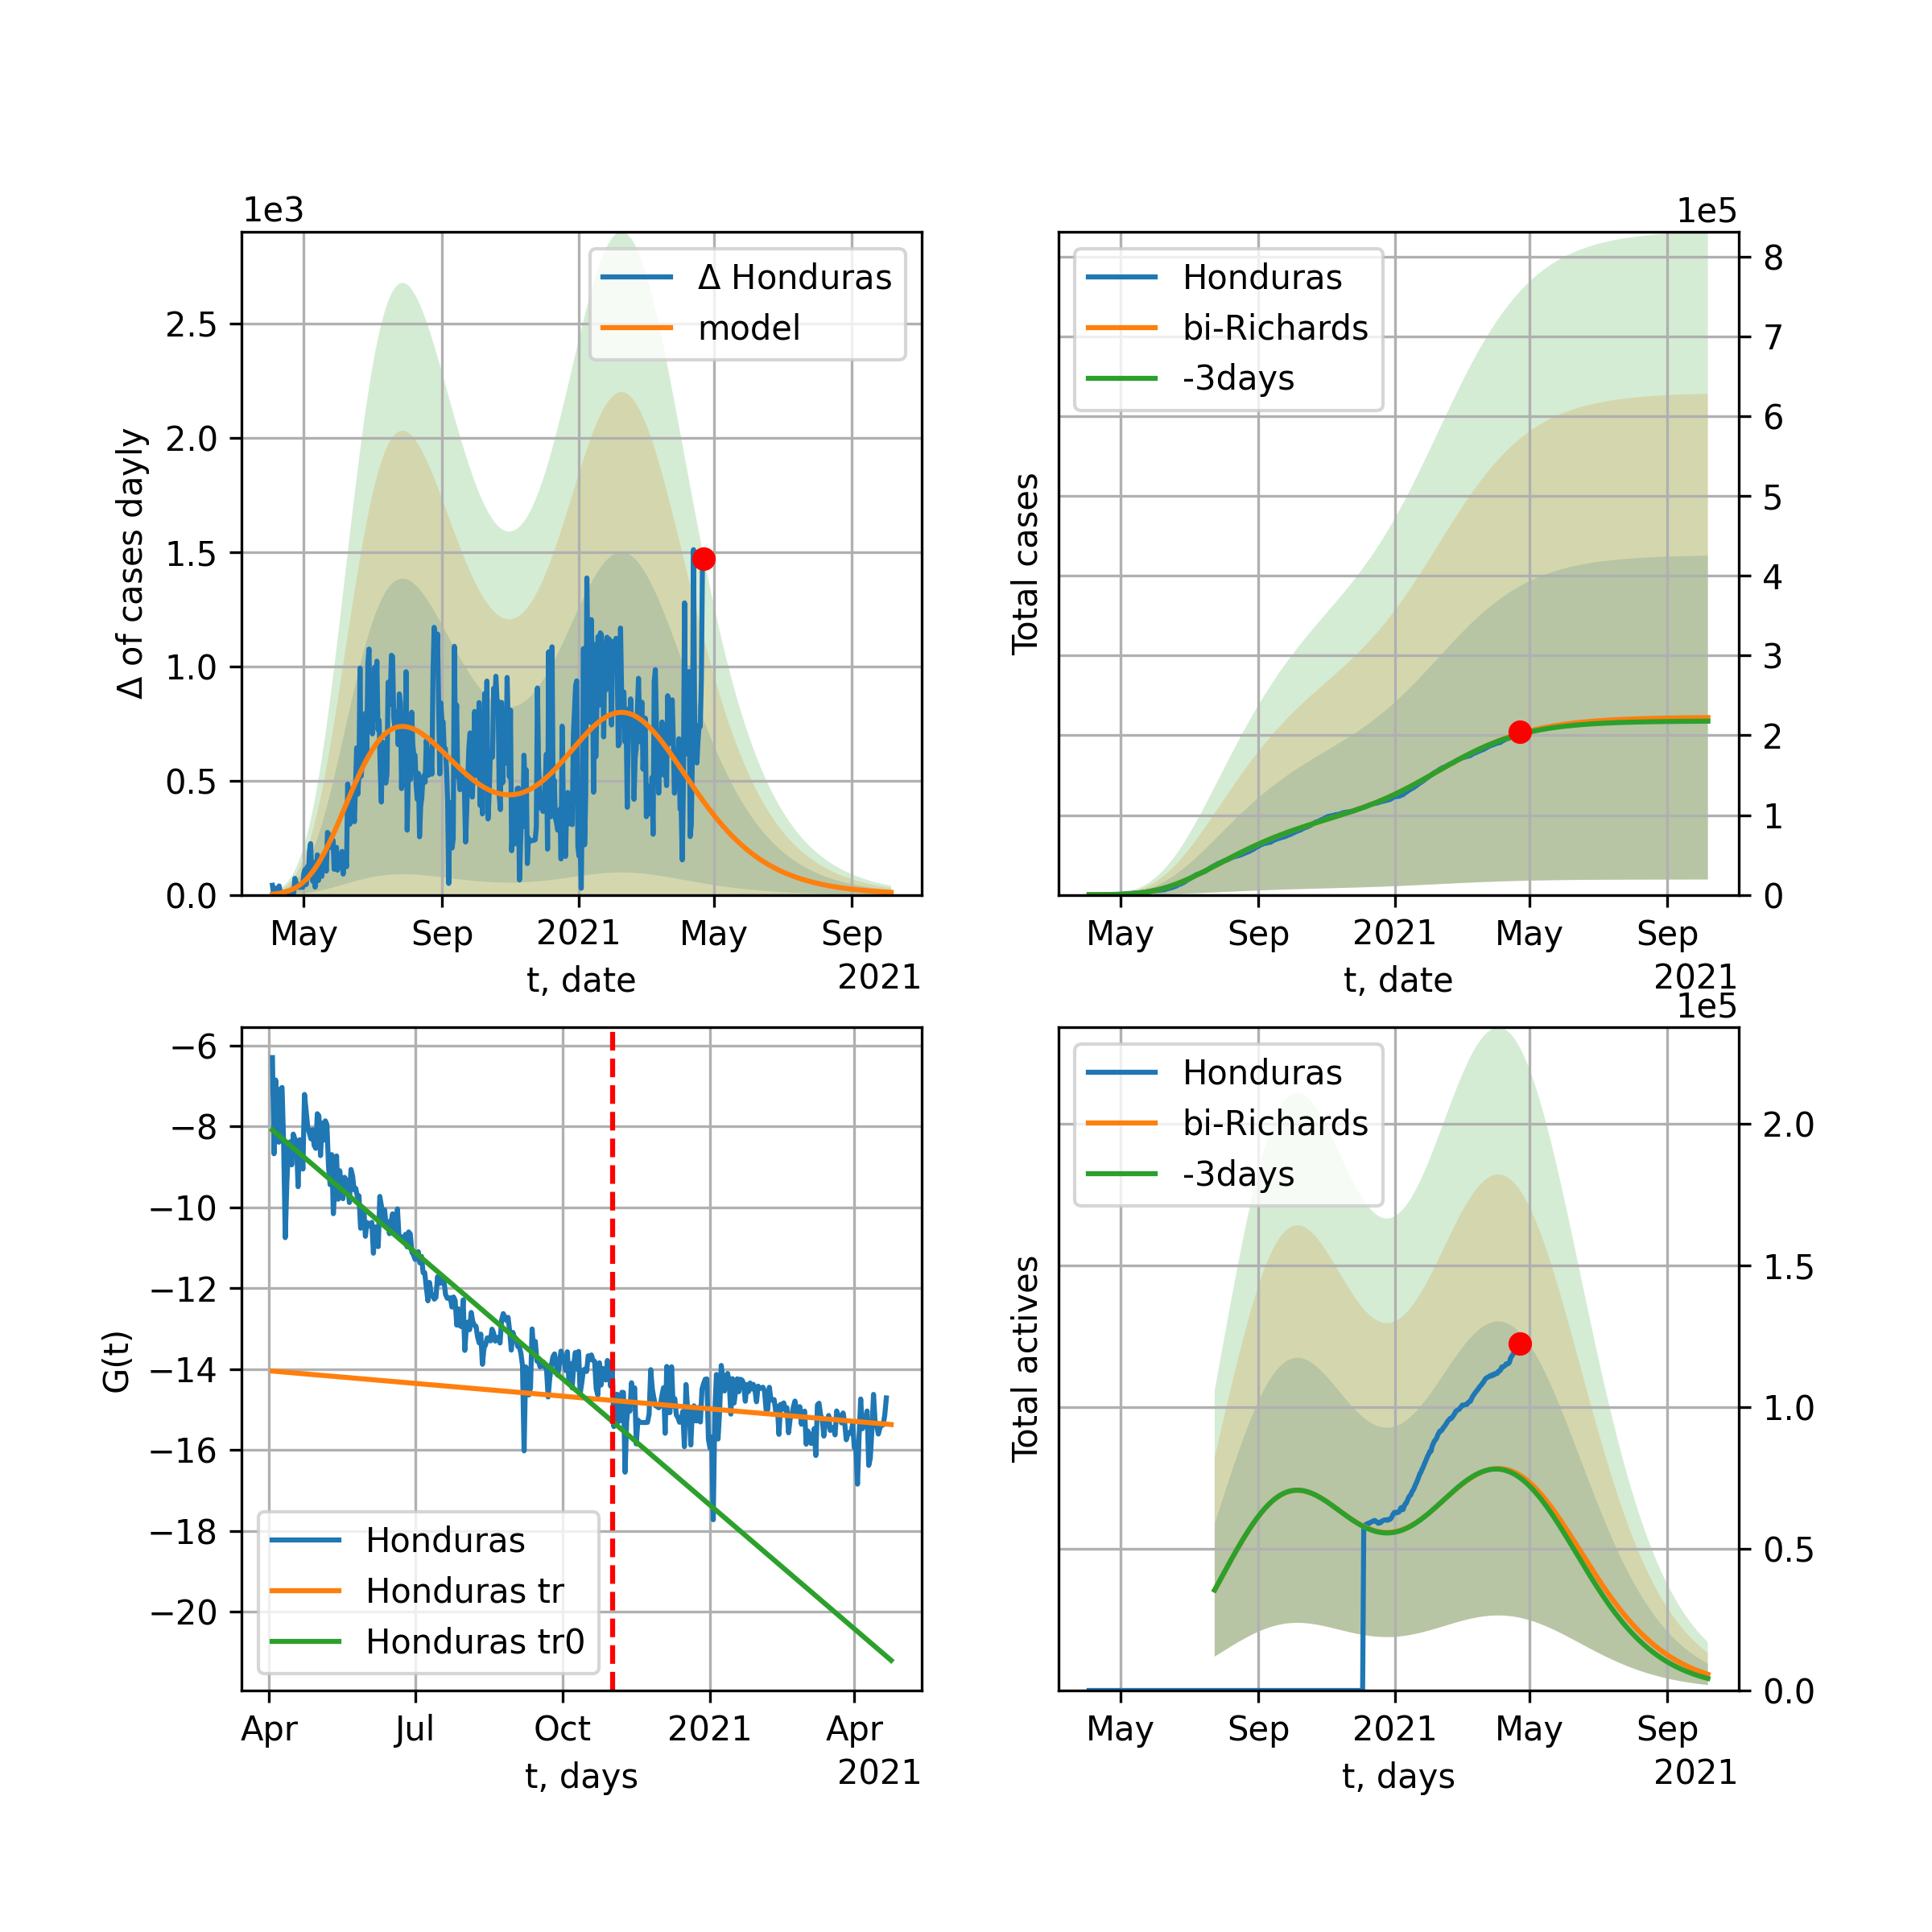 1e3
Δ of cases dayly
2.5
2.0
1.5
1.0
0.5
0.0
Δ Honduras
model
May Sep 2021 May Sep
t, date
2021
1e5
Total cases
8
7
6
5
4
3
2
1
0
Honduras
bi-Richards
-3days
May Sep 2021 May Sep
t, date
2021
G(t)
−6
−8
−10
−12
−14
−16
−18
−20
Honduras
Honduras tr
Honduras tr0
Apr Jul Oct 2021 Apr
t, days
2021
1e5
Total actives
2.0
1.5
1.0
0.5
0.0
Honduras
bi-Richards
-3days
May Sep 2021 May Sep
t, days
2021